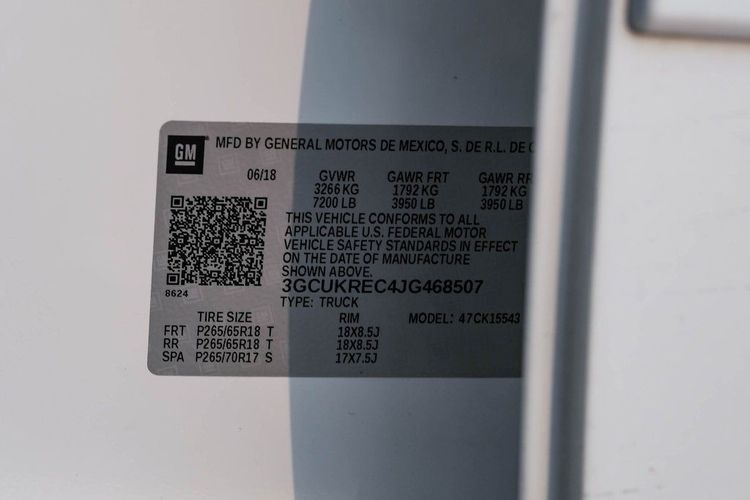 GM
MFD BY GENERAL MOTORS DE MEXICO, S. DE R.L. DE
06/18 GVWR GAWR FRT GAWR RR
3266 KG 1792 KG 1792 KG
7200 LB 3950 LB 3950 LB
THIS VEHICLE CONFORMS TO ALL
APPLICABLE U.S. FEDERAL MOTOR
VEHICLE SAFETY STANDARDS IN EFFECT
ON THE DATE OF MANUFACTURE
SHOWN ABOVE.
8624
3GCUKREC4JG468507
TYPE: TRUCK
TIRE SIZE RIM MODEL: 47CK15543
FRT P265/65R18 T 18X8.5J
RR P265/65R18 T 18X8.5J
SPA P265/70R17 S 17X7.5J